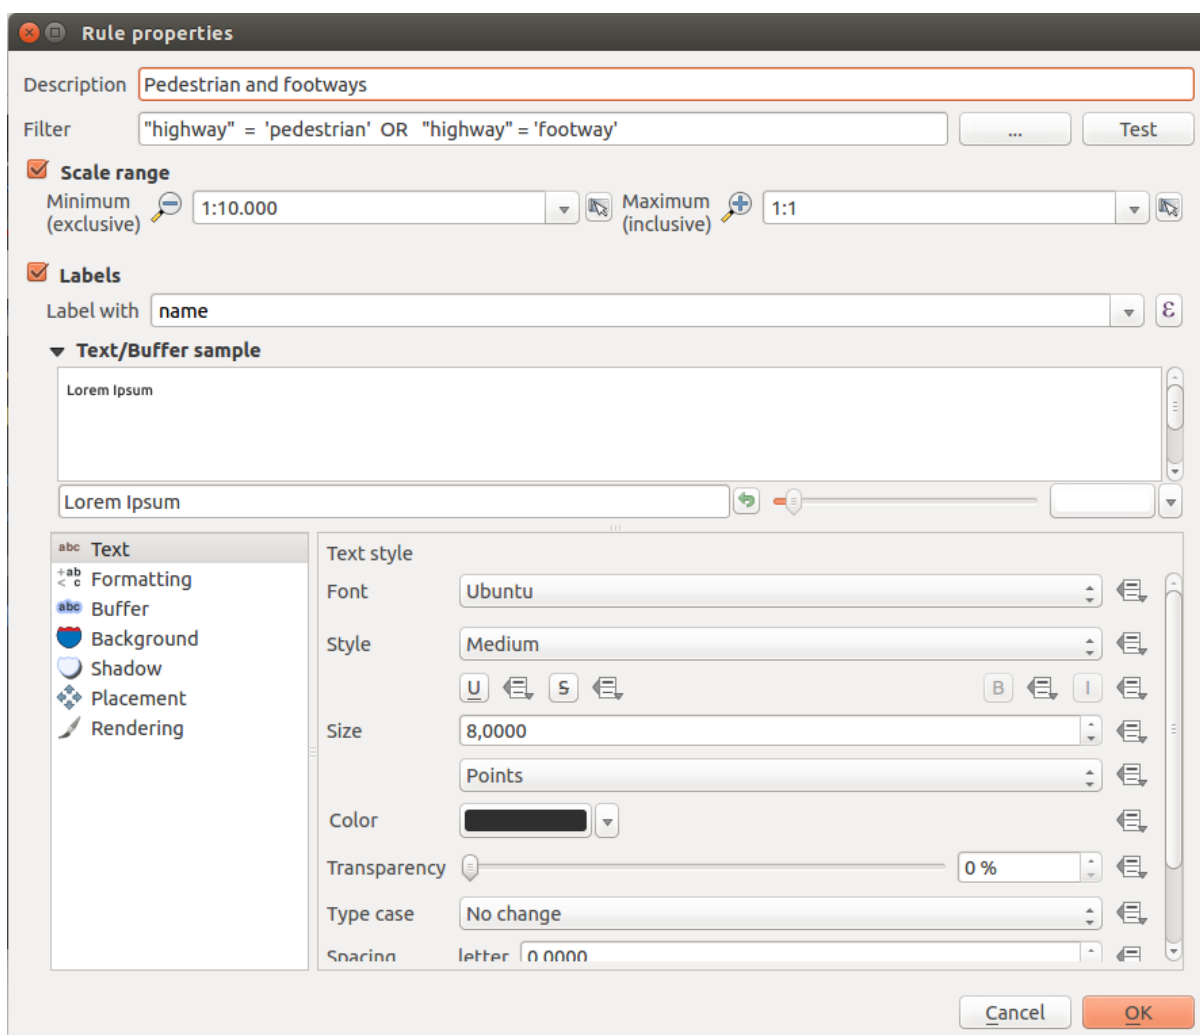 Rule properties
Description Pedestrian and footways
Filter "highway" = 'pedestrian' OR "highway" = 'footway' ... Test
Scale range
Minimum (exclusive) 1:10.000 Maximum (inclusive) 1:1
Labels
Label with name ε
Text/Buffer sample
Lorem Ipsum
Lorem Ipsum
abc Text
+ab < c Formatting
abc Buffer
Background
Shadow
Placement
Rendering
Text style
Font Ubuntu
Style Medium
U S B I
Size 8,0000
Points
Color
Transparency 0 %
Type case No change
Spacing letter 0,0000
Cancel OK